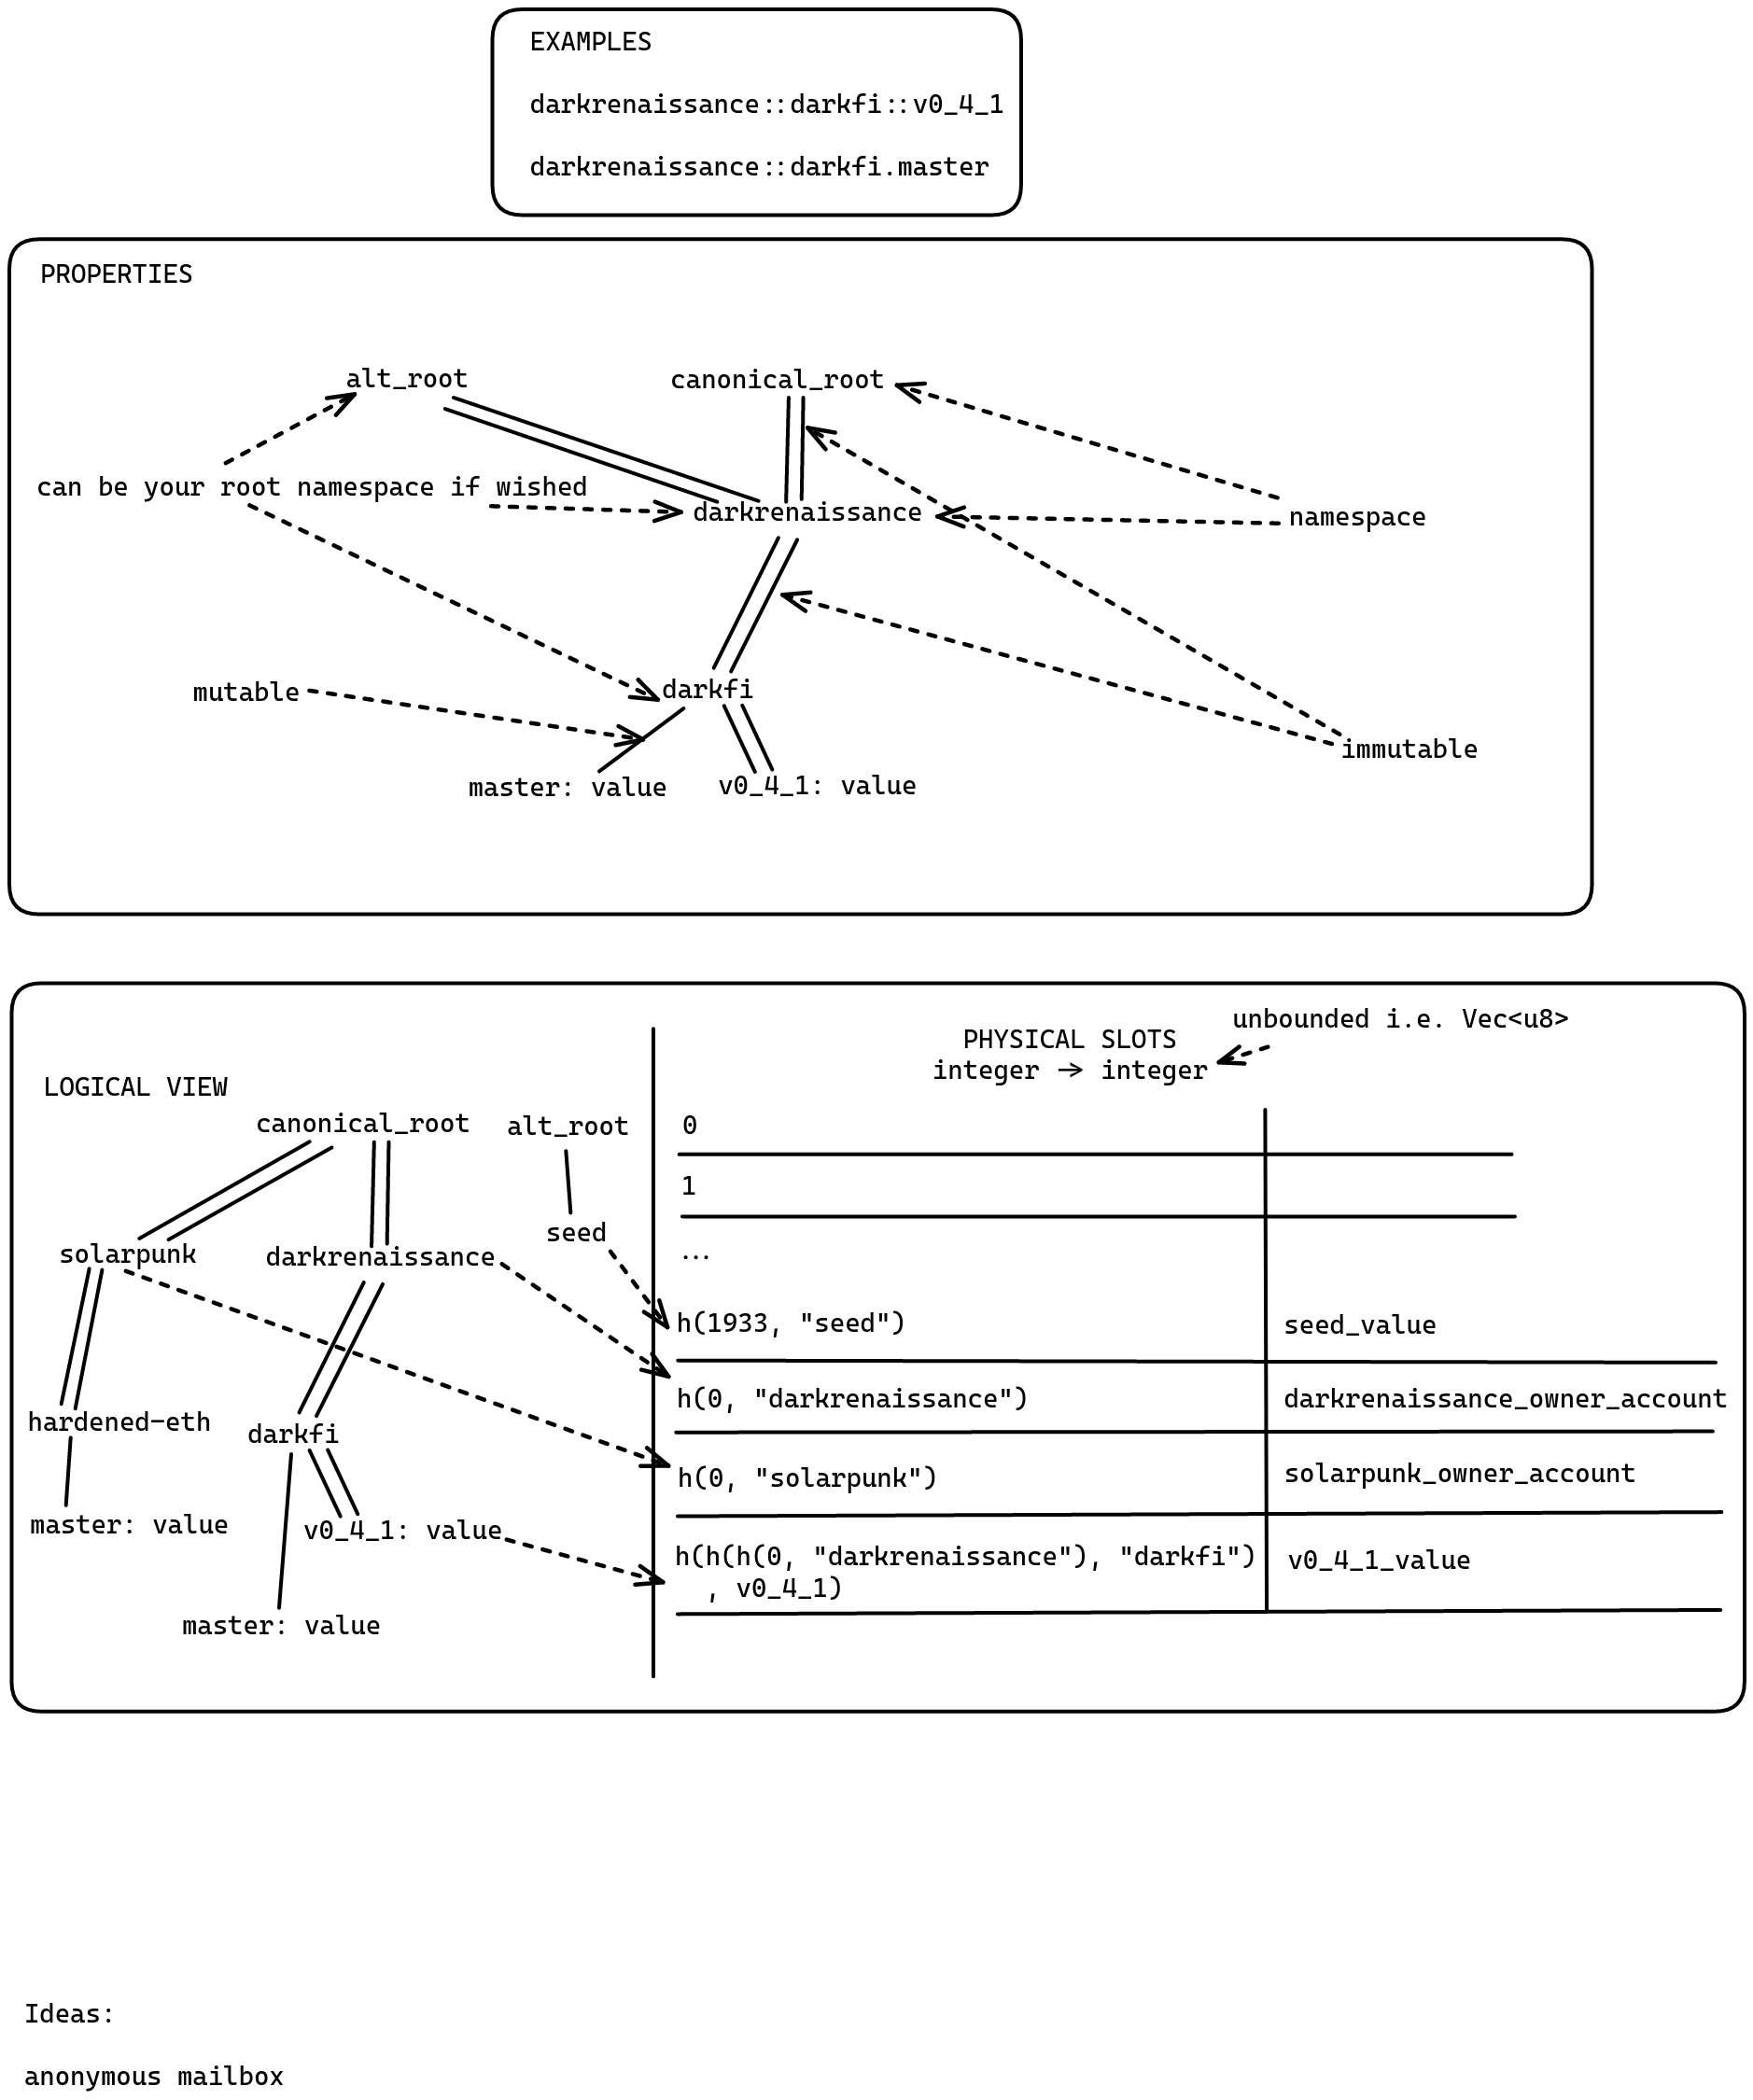 EXAMPLES
darkrenaissance::darkfi::v0_4_1
darkrenaissance::darkfi.master
PROPERTIES
alt_root
canonical_root
can be your root namespace if wished
darkrenaissance
namespace
mutable
darkfi
immutable
master: value
v0_4_1: value
LOGICAL VIEW
canonical_root
alt_root
seed
solarpunk
darkrenaissance
hardened-eth
darkfi
master: value
v0_4_1: value
master: value
unbounded i.e. Vec<u8>
PHYSICAL SLOTS
integer -> integer
0
1
...
h(1933, "seed")
seed_value
h(0, "darkrenaissance")
darkrenaissance_owner_account
h(0, "solarpunk")
solarpunk_owner_account
h(h(h(0, "darkrenaissance"), "darkfi")
, v0_4_1)
v0_4_1_value
Ideas:
anonymous mailbox